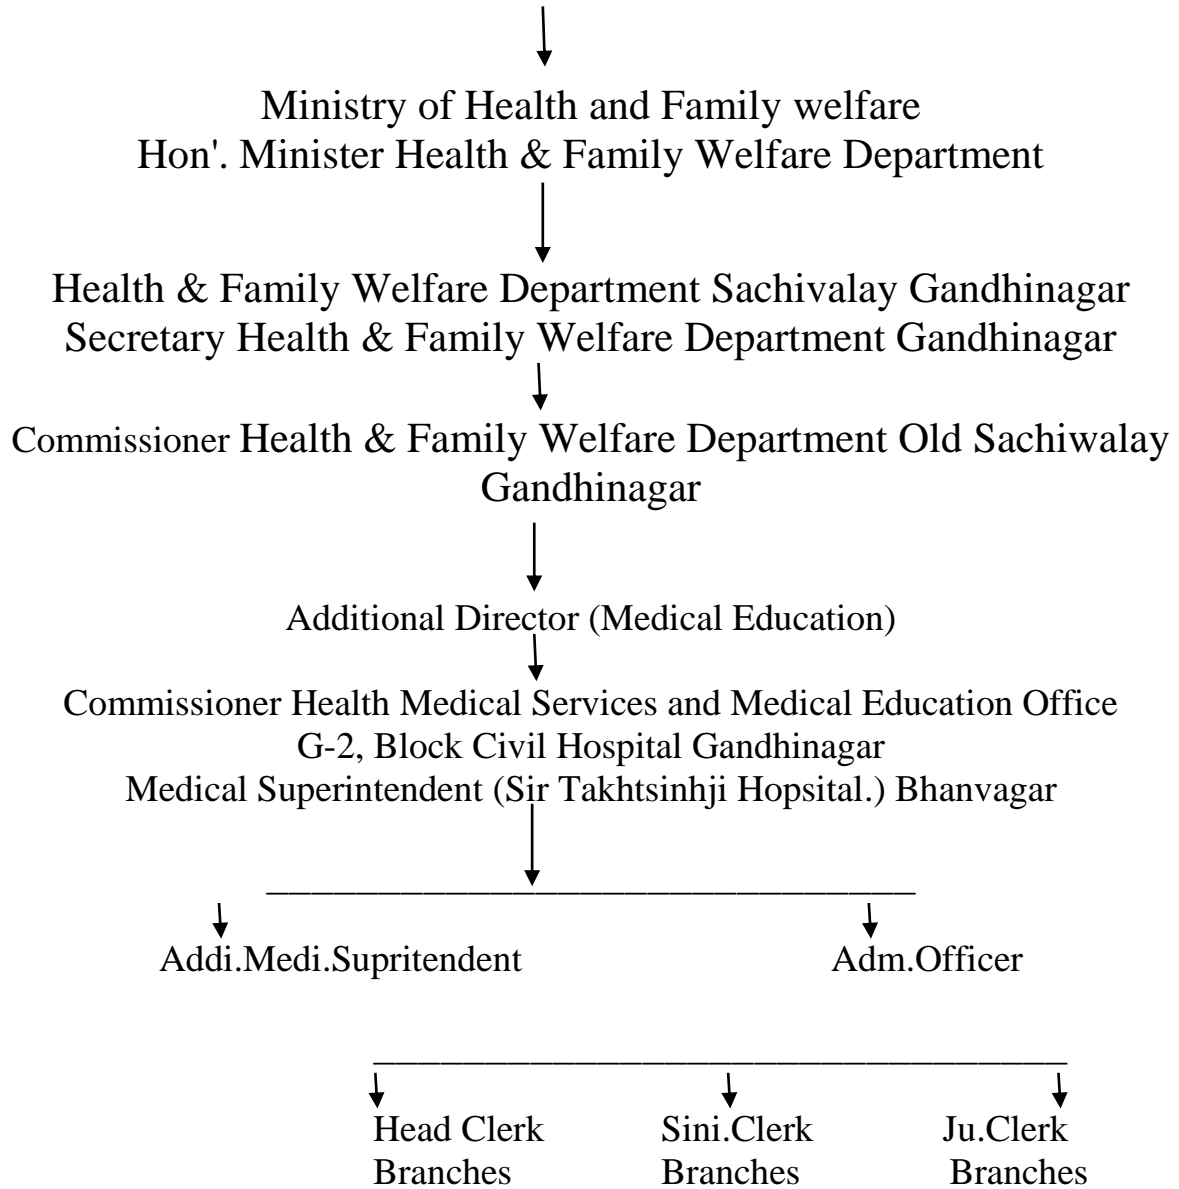 Ministry of Health and Family welfare
Hon'. Minister Health & Family Welfare Department
Health & Family Welfare Department Sachivalay Gandhinagar
Secretary Health & Family Welfare Department Gandhinagar
Commissioner Health & Family Welfare Department Old Sachiwalay
Gandhinagar
Additional Director (Medical Education)
Commissioner Health Medical Services and Medical Education Office
G-2, Block Civil Hospital Gandhinagar
Medical Superintendent (Sir Takhtsinhji Hopsital.) Bhanvagar
Addi.Medi.Supritendent Adm.Officer
Head Clerk Sini.Clerk Ju.Clerk
Branches Branches Branches